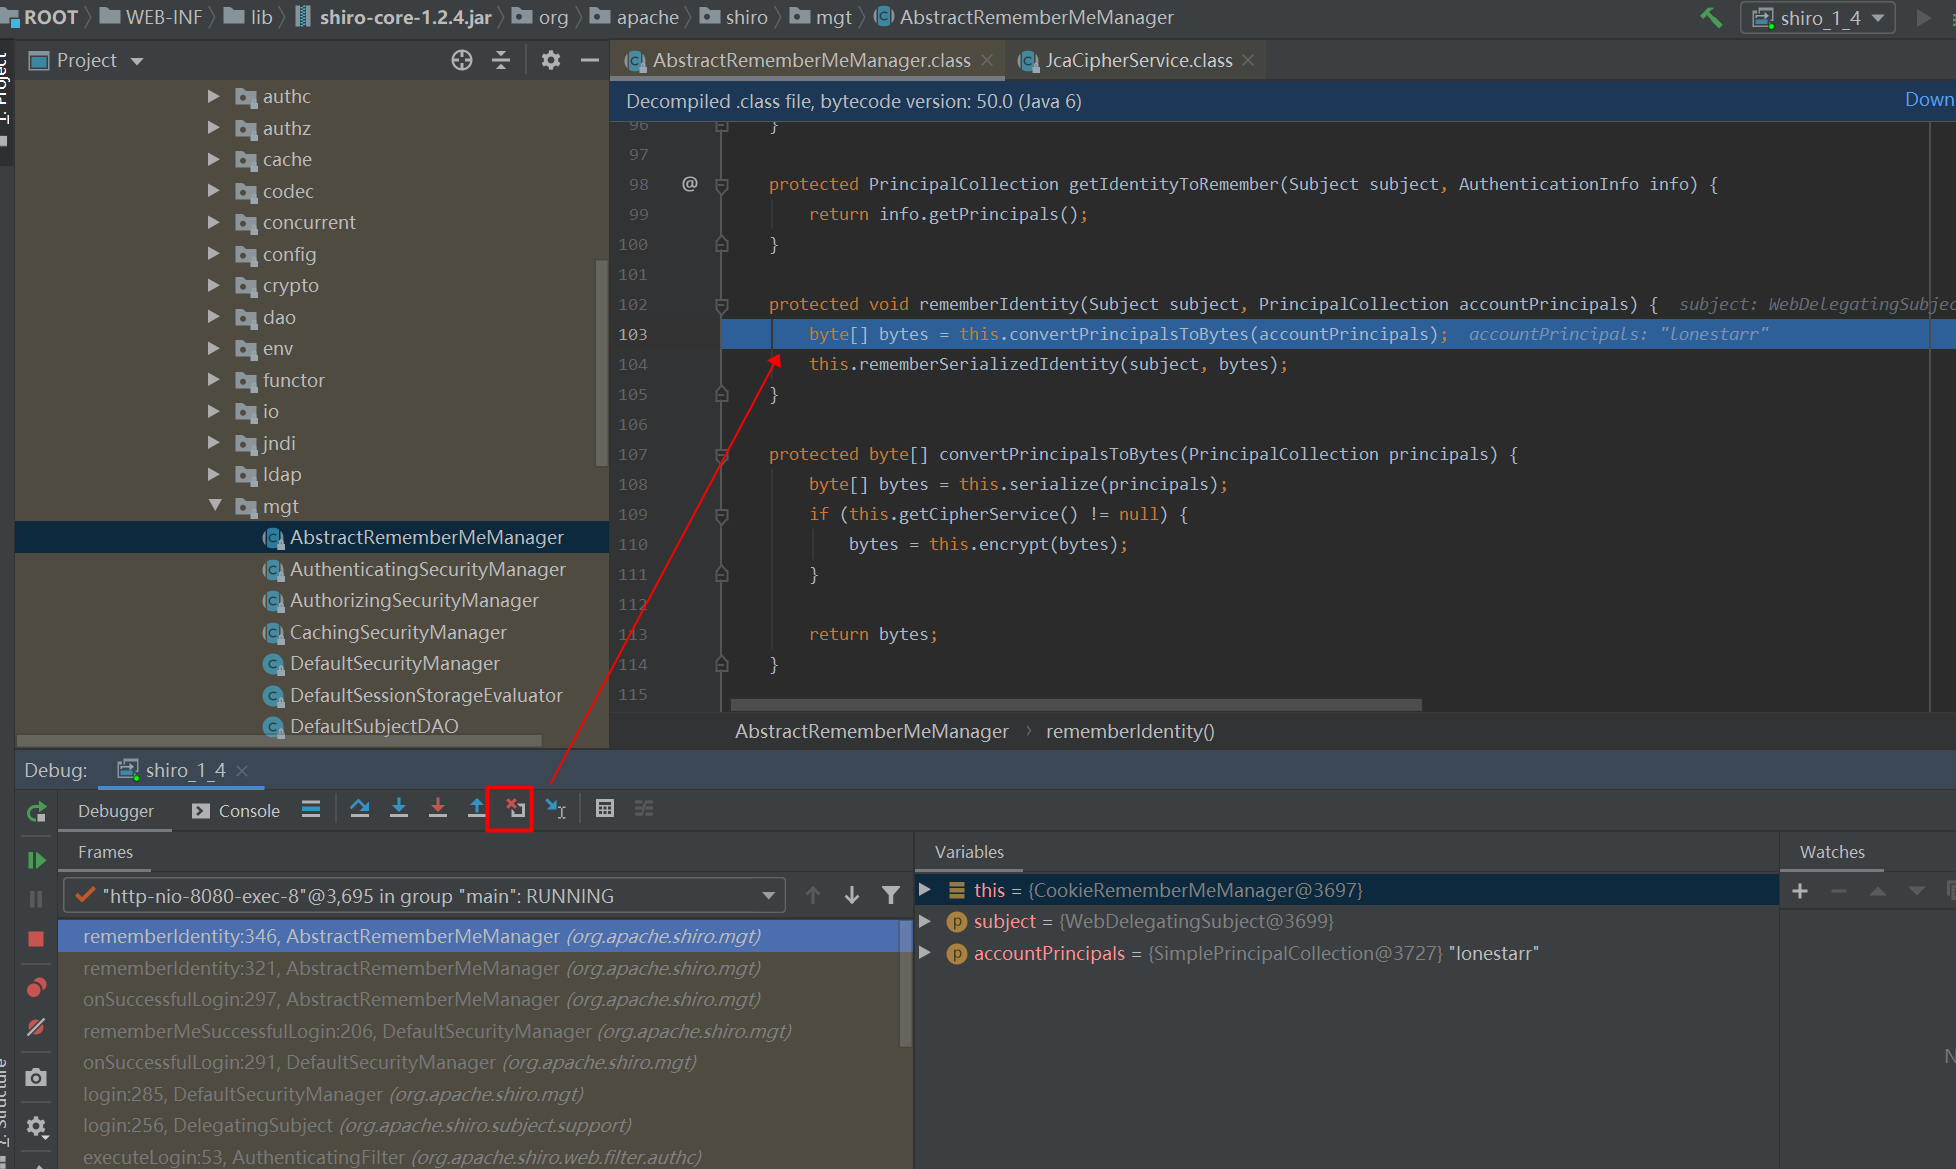 ROOT WEB-INF lib shiro-core-1.2.4.jar org apache shiro mgt AbstractRememberMeManager shiro_1_4
1: Project
Project
authc
authz
cache
codec
concurrent
config
crypto
dao
env
functor
io
jndi
ldap
mgt
AbstractRememberMeManager
AuthenticatingSecurityManager
AuthorizingSecurityManager
CachingSecurityManager
DefaultSecurityManager
DefaultSessionStorageEvaluator
DefaultSubjectDAO
AbstractRememberMeManager.class JcaCipherService.class
Decompiled .class file, bytecode version: 50.0 (Java 6) Down
96 }
97
98 @ protected PrincipalCollection getIdentityToRemember(Subject subject, AuthenticationInfo info) {
99 return info.getPrincipals();
100 }
101
102 protected void rememberIdentity(Subject subject, PrincipalCollection accountPrincipals) { subject: WebDelegatingSubjec
103 byte[] bytes = this.convertPrincipalsToBytes(accountPrincipals); accountPrincipals: "lonestarr"
104 this.rememberSerializedIdentity(subject, bytes);
105 }
106
107 protected byte[] convertPrincipalsToBytes(PrincipalCollection principals) {
108 byte[] bytes = this.serialize(principals);
109 if (this.getCipherService() != null) {
110 bytes = this.encrypt(bytes);
111 }
112
113 return bytes;
114 }
115
AbstractRememberMeManager › rememberIdentity()
Debug: shiro_1_4
Debugger Console
Frames
"http-nio-8080-exec-8"@3,695 in group "main": RUNNING
rememberIdentity:346, AbstractRememberMeManager (org.apache.shiro.mgt)
rememberIdentity:321, AbstractRememberMeManager (org.apache.shiro.mgt)
onSuccessfulLogin:297, AbstractRememberMeManager (org.apache.shiro.mgt)
rememberMeSuccessfulLogin:206, DefaultSecurityManager (org.apache.shiro.mgt)
onSuccessfulLogin:291, DefaultSecurityManager (org.apache.shiro.mgt)
login:285, DefaultSecurityManager (org.apache.shiro.mgt)
login:256, DelegatingSubject (org.apache.shiro.subject.support)
executeLogin:53, AuthenticatingFilter (org.apache.shiro.web.filter.authc)
Variables
this = {CookieRememberMeManager@3697}
subject = {WebDelegatingSubject@3699}
accountPrincipals = {SimplePrincipalCollection@3727} "lonestarr"
Watches
N
7: Structure